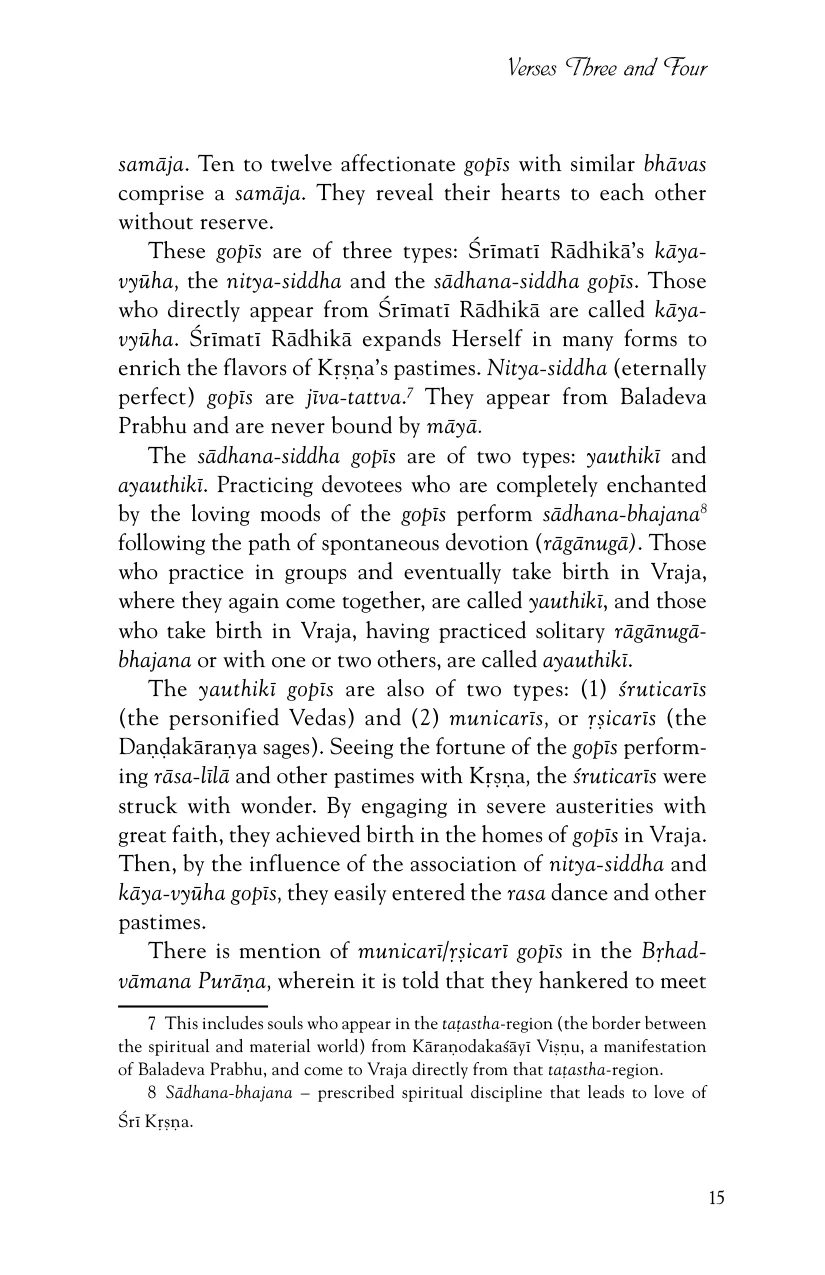 Verses Three and Four
samāja. Ten to twelve affectionate gopīs with similar bhāvas
comprise a samāja. They reveal their hearts to each other
without reserve.
These gopīs are of three types: Śrīmatī Rādhikā’s kāya-
vyūha, the nitya-siddha and the sādhana-siddha gopīs. Those
who directly appear from Śrīmatī Rādhikā are called kāya-
vyūha. Śrīmatī Rādhikā expands Herself in many forms to
enrich the flavors of Kṛṣṇa’s pastimes. Nitya-siddha (eternally
perfect) gopīs are jīva-tattva.7 They appear from Baladeva
Prabhu and are never bound by māyā.
The sādhana-siddha gopīs are of two types: yauthikī and
ayauthikī. Practicing devotees who are completely enchanted
by the loving moods of the gopīs perform sādhana-bhajana8
following the path of spontaneous devotion (rāgānugā). Those
who practice in groups and eventually take birth in Vraja,
where they again come together, are called yauthikī, and those
who take birth in Vraja, having practiced solitary rāgānugā-
bhajana or with one or two others, are called ayauthikī.
The yauthikī gopīs are also of two types: (1) śruticarīs
(the personified Vedas) and (2) municarīs, or ṛṣicarīs (the
Daṇḍakāraṇya sages). Seeing the fortune of the gopīs perform-
ing rāsa-līlā and other pastimes with Kṛṣṇa, the śruticarīs were
struck with wonder. By engaging in severe austerities with
great faith, they achieved birth in the homes of gopīs in Vraja.
Then, by the influence of the association of nitya-siddha and
kāya-vyūha gopīs, they easily entered the rasa dance and other
pastimes.
There is mention of municarī/ṛṣicarī gopīs in the Bṛhad-
vāmana Purāṇa, wherein it is told that they hankered to meet
7 This includes souls who appear in the taṭastha-region (the border between
the spiritual and material world) from Kāraṇodakaśāyī Viṣṇu, a manifestation
of Baladeva Prabhu, and come to Vraja directly from that taṭastha-region.
8 Sādhana-bhajana – prescribed spiritual discipline that leads to love of
Śrī Kṛṣṇa.
15